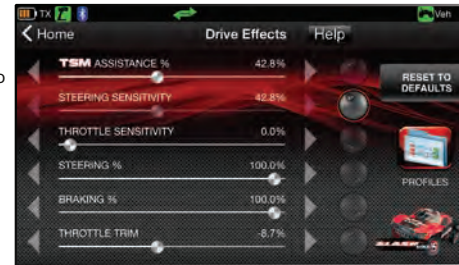 TX
Veh
Home
Drive Effects
Help
TSM ASSISTANCE % 42.8%
STEERING SENSITIVITY 42.8%
THROTTLE SENSITIVITY 0.0%
STEERING % 100.0%
BRAKING % 100.0%
THROTTLE TRIM -8.7%
RESET TO
DEFAULTS
PROFILES
SLASH